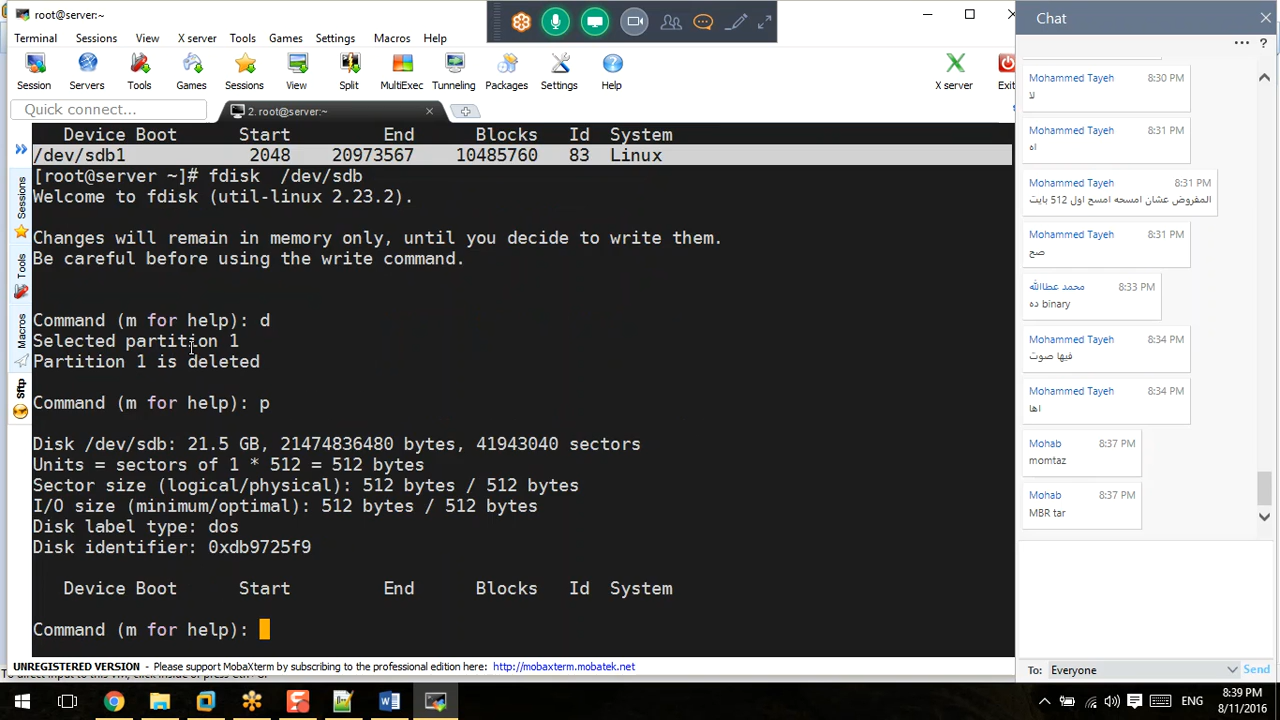 root@server:~
Terminal Sessions View X server Tools Games Settings Macros Help
Session Servers Tools Games Sessions View Split MultiExec Tunneling Packages Settings Help X server Exit
Quick connect...
2. root@server:~
Device Boot Start End Blocks Id System
/dev/sdb1 2048 20973567 10485760 83 Linux
[root@server ~]# fdisk /dev/sdb
Welcome to fdisk (util-linux 2.23.2).
Changes will remain in memory only, until you decide to write them.
Be careful before using the write command.
Command (m for help): d
Selected partition 1
Partition 1 is deleted
Command (m for help): p
Disk /dev/sdb: 21.5 GB, 21474836480 bytes, 41943040 sectors
Units = sectors of 1 * 512 = 512 bytes
Sector size (logical/physical): 512 bytes / 512 bytes
I/O size (minimum/optimal): 512 bytes / 512 bytes
Disk label type: dos
Disk identifier: 0xdb9725f9
Device Boot Start End Blocks Id System
Command (m for help):
Sessions
Tools
Macros
Sftp
UNREGISTERED VERSION - Please support MobaXterm by subscribing to the professional edition here: http://mobaxterm.mobatek.net
Chat
Mohammed Tayeh 8:30 PM
لا
Mohammed Tayeh 8:31 PM
اه
Mohammed Tayeh 8:31 PM
المفروض عشان امسحه امسح اول 512 بايت
Mohammed Tayeh 8:31 PM
صح
محمد عطاالله 8:33 PM
ده binary
Mohammed Tayeh 8:34 PM
فيها صوت
Mohammed Tayeh 8:34 PM
اها
Mohab 8:37 PM
momtaz
Mohab 8:37 PM
MBR tar
To: Everyone Send
ENG
8:39 PM
8/11/2016